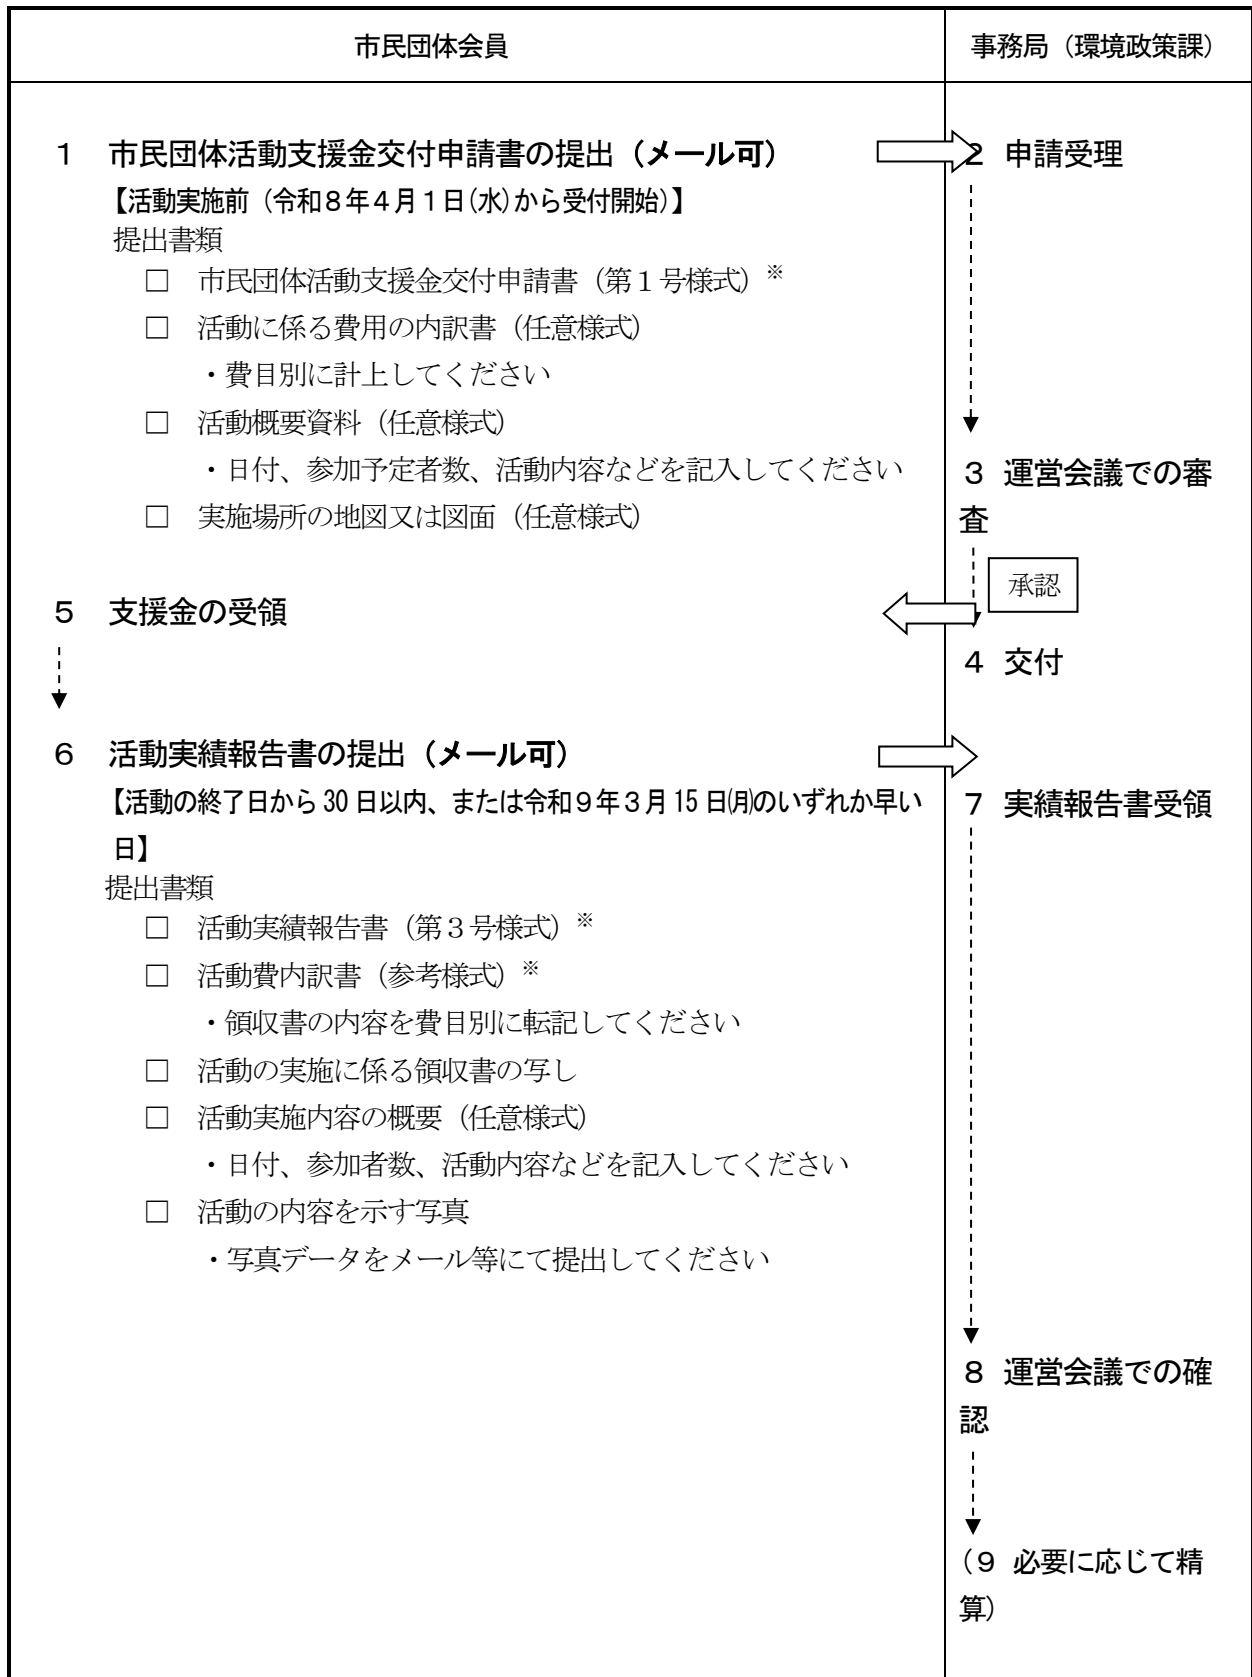 市民団体会員
事務局（環境政策課）
１　市民団体活動支援金交付申請書の提出（メール可）
【活動実施前（令和８年４月１日(水)から受付開始）】
提出書類
□　市民団体活動支援金交付申請書（第１号様式）※
□　活動に係る費用の内訳書（任意様式）
・費目別に計上してください
□　活動概要資料（任意様式）
・日付、参加予定者数、活動内容などを記入してください
□　実施場所の地図又は図面（任意様式）
２　申請受理
３　運営会議での審
査
承認
４　交付
５　支援金の受領
６　活動実績報告書の提出（メール可）
【活動の終了日から 30 日以内、または令和９年３月 15 日(月)のいずれか早い
日】
提出書類
□　活動実績報告書（第３号様式）※
□　活動費内訳書（参考様式）※
・領収書の内容を費目別に転記してください
□　活動の実施に係る領収書の写し
□　活動実施内容の概要（任意様式）
・日付、参加者数、活動内容などを記入してください
□　活動の内容を示す写真
・写真データをメール等にて提出してください
７　実績報告書受領
８　運営会議での確
認
（９　必要に応じて精
算）